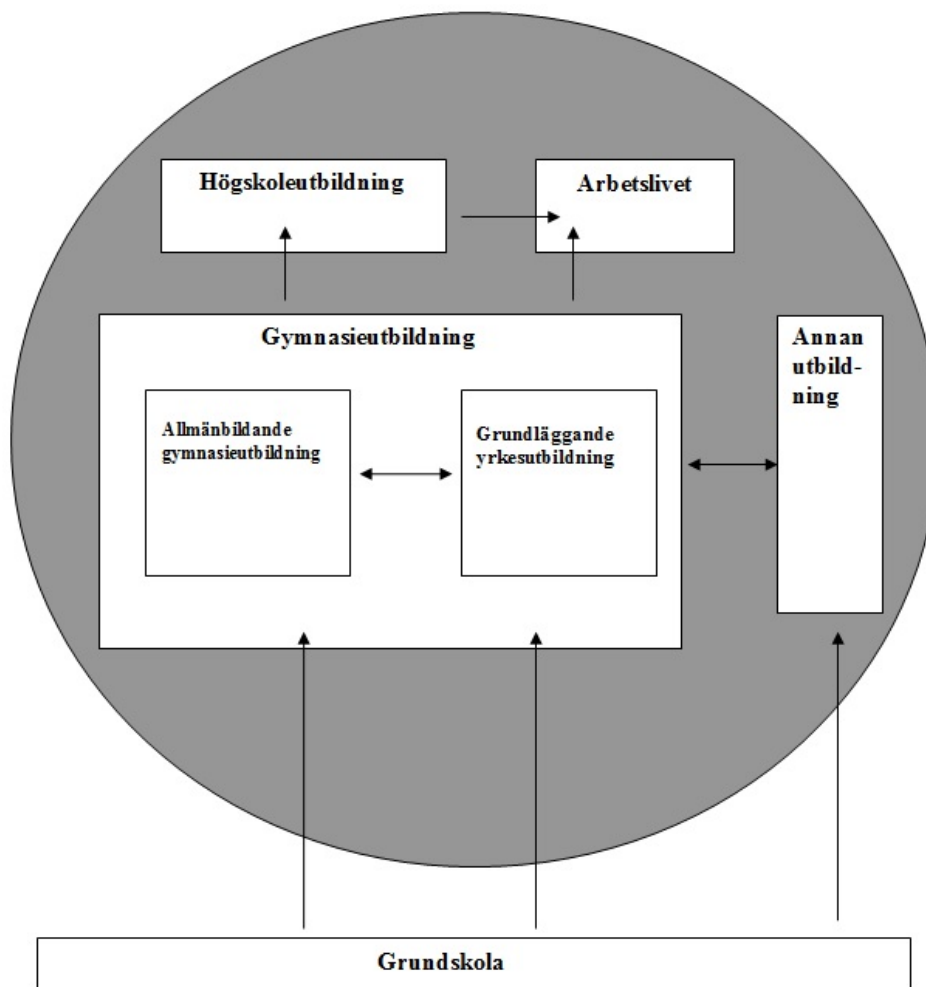 Högskoleutbildning
Arbetslivet
Gymnasieutbildning
Annan
utbild-
ning
Allmänbildande
gymnasieutbildning
Grundläggande
yrkesutbildning
Grundskola